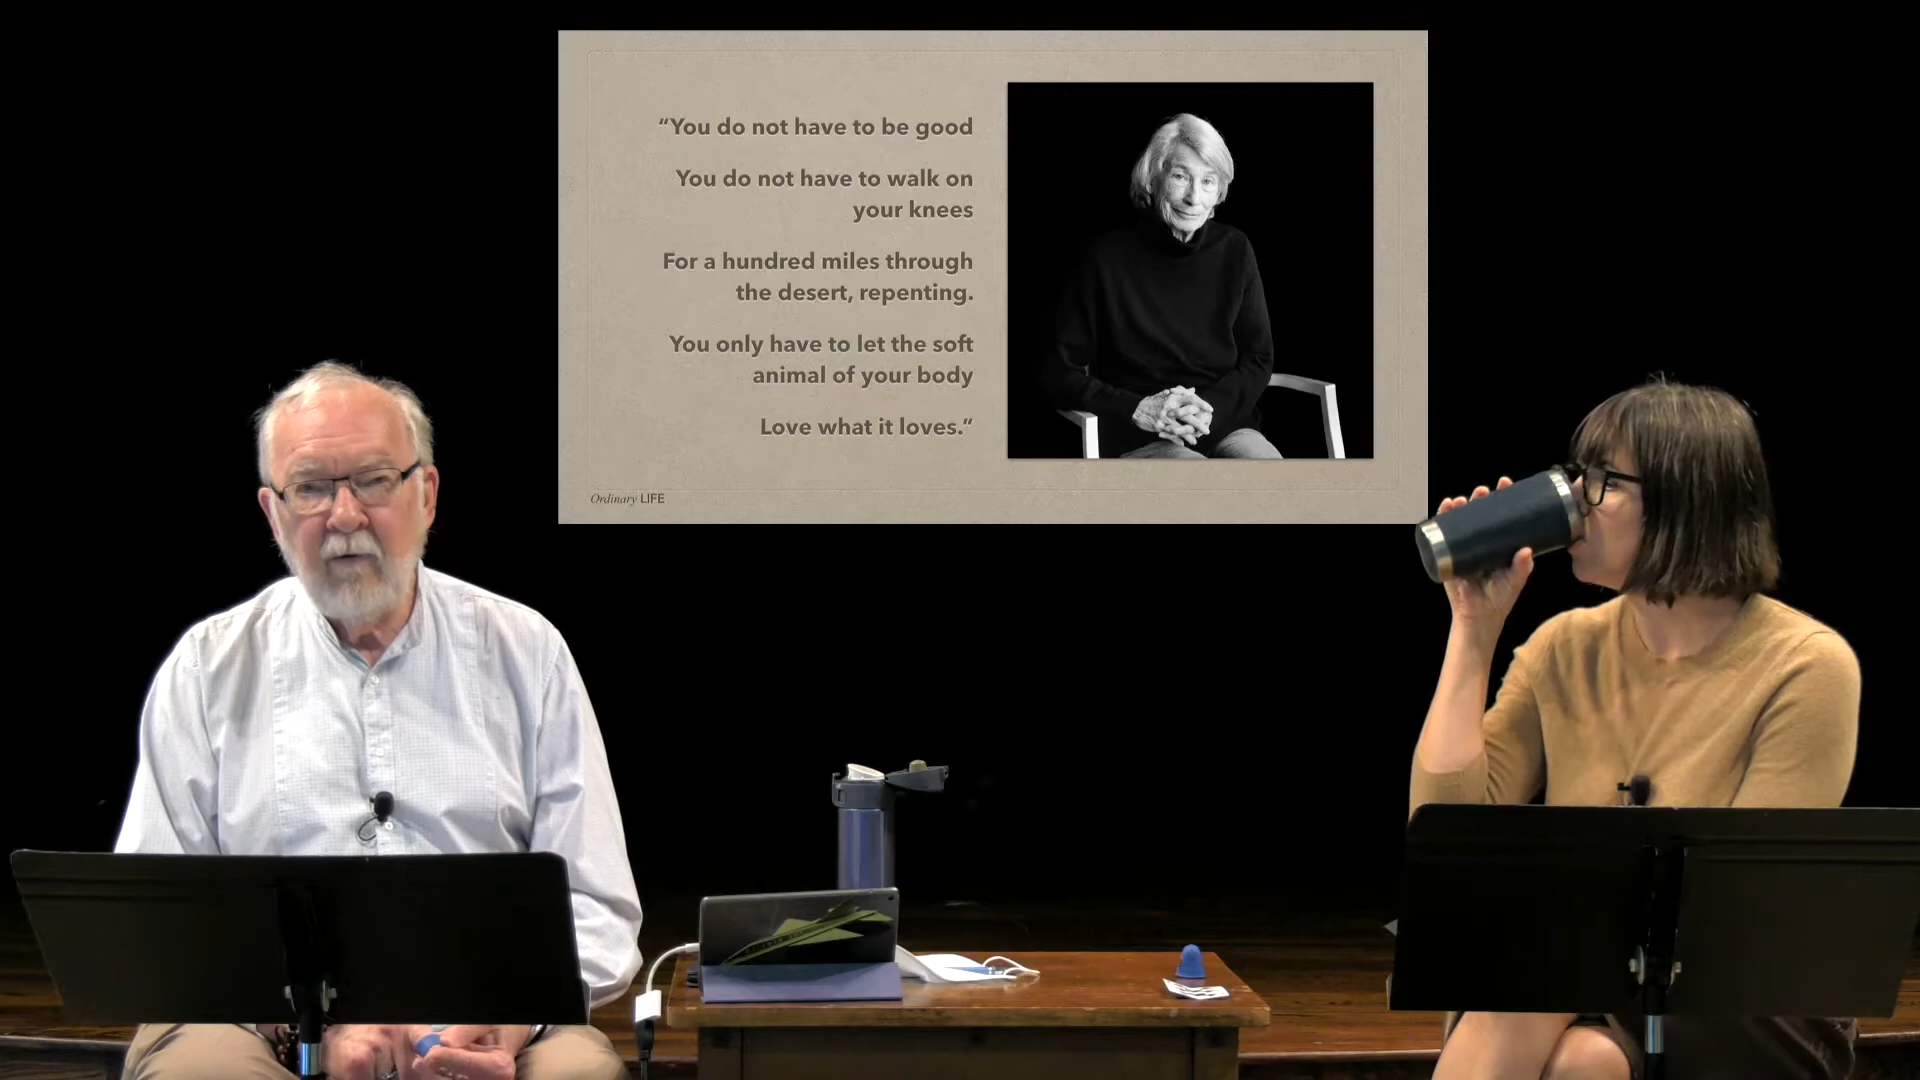 “You do not have to be good
You do not have to walk on
your knees
For a hundred miles through
the desert, repenting.
You only have to let the soft
animal of your body
Love what it loves.”
Ordinary LIFE